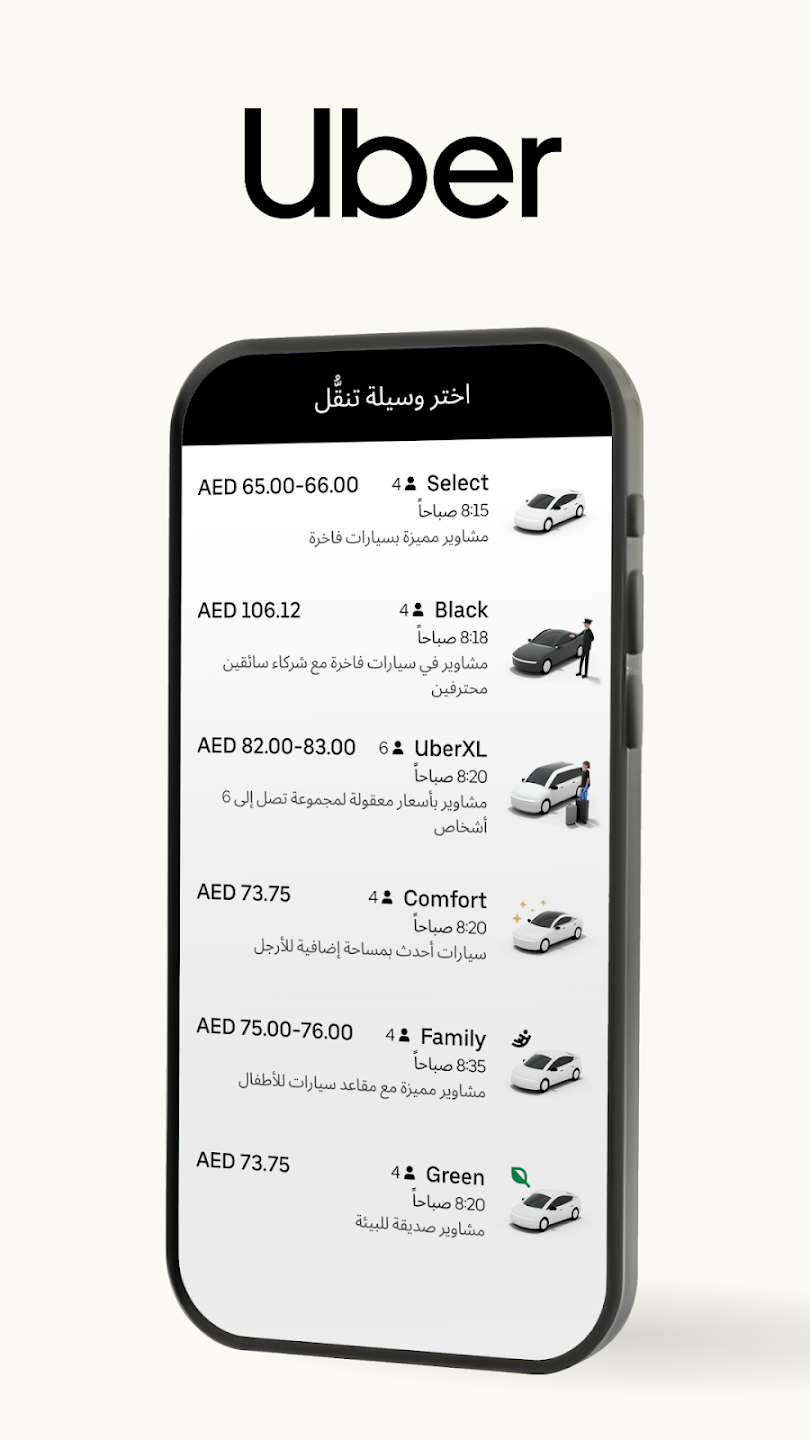 Uber
اختر وسيلة تنقُّل
Select 4 AED 65.00-66.00
8:15 صباحاً
مشاوير مميزة بسيارات فاخرة
Black 4 AED 106.12
8:18 صباحاً
مشاوير في سيارات فاخرة مع شركاء سائقين
محترفين
UberXL 6 AED 82.00-83.00
8:20 صباحاً
مشاوير بأسعار معقولة لمجموعة تصل إلى 6
أشخاص
Comfort 4 AED 73.75
8:20 صباحاً
سيارات أحدث بمساحة إضافية للأرجل
Family 4 AED 75.00-76.00
8:35 صباحاً
مشاوير مميزة مع مقاعد سيارات للأطفال
Green 4 AED 73.75
8:20 صباحاً
مشاوير صديقة للبيئة